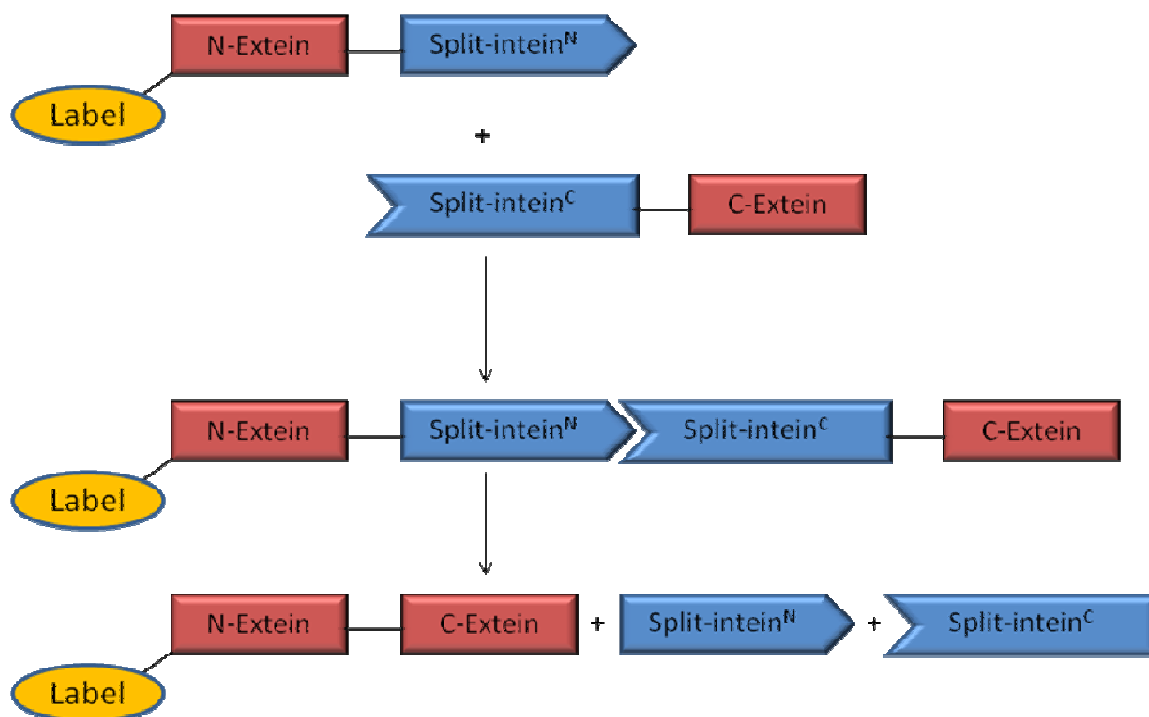 N-Extein Split-intein^N
Label
+
Split-intein^C C-Extein
N-Extein Split-intein^N Split-intein^C C-Extein
Label
N-Extein C-Extein + Split-intein^N + Split-intein^C
Label